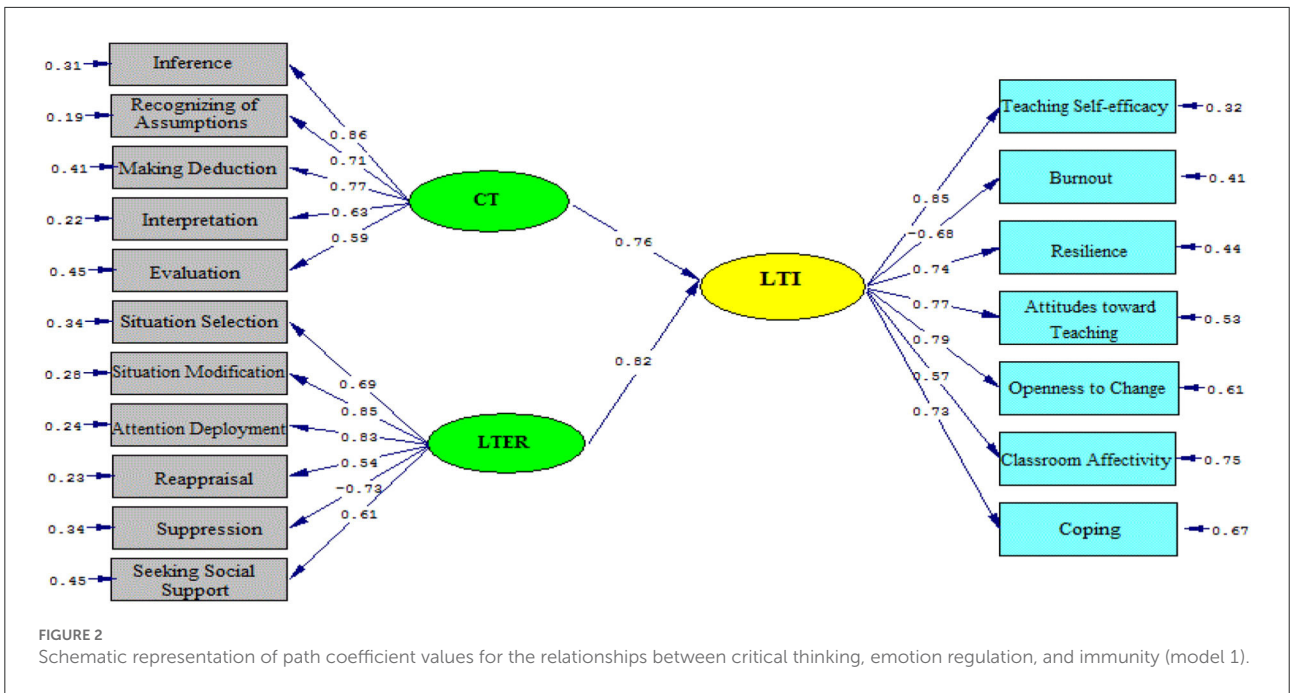 0.31
Inference
0.19
Recognizing of
Assumptions
0.41
Making Deduction
0.22
Interpretation
0.45
Evaluation
0.34
Situation Selection
0.28
Situation Modification
0.24
Attention Deployment
0.23
Reappraisal
0.34
Suppression
0.45
Seeking Social
Support
0.86
0.71
0.77
0.63
0.59
CT
0.69
0.85
0.83
0.54
-0.73
0.61
LTER
0.76
0.82
LTI
0.85
-0.68
0.74
0.77
0.79
0.57
0.73
Teaching Self-efficacy
0.32
Burnout
0.41
Resilience
0.44
Attitudes toward
Teaching
0.53
Openness to Change
0.61
Classroom Affectivity
0.75
Coping
0.67
FIGURE 2
Schematic representation of path coefficient values for the relationships between critical thinking, emotion regulation, and immunity (model 1).